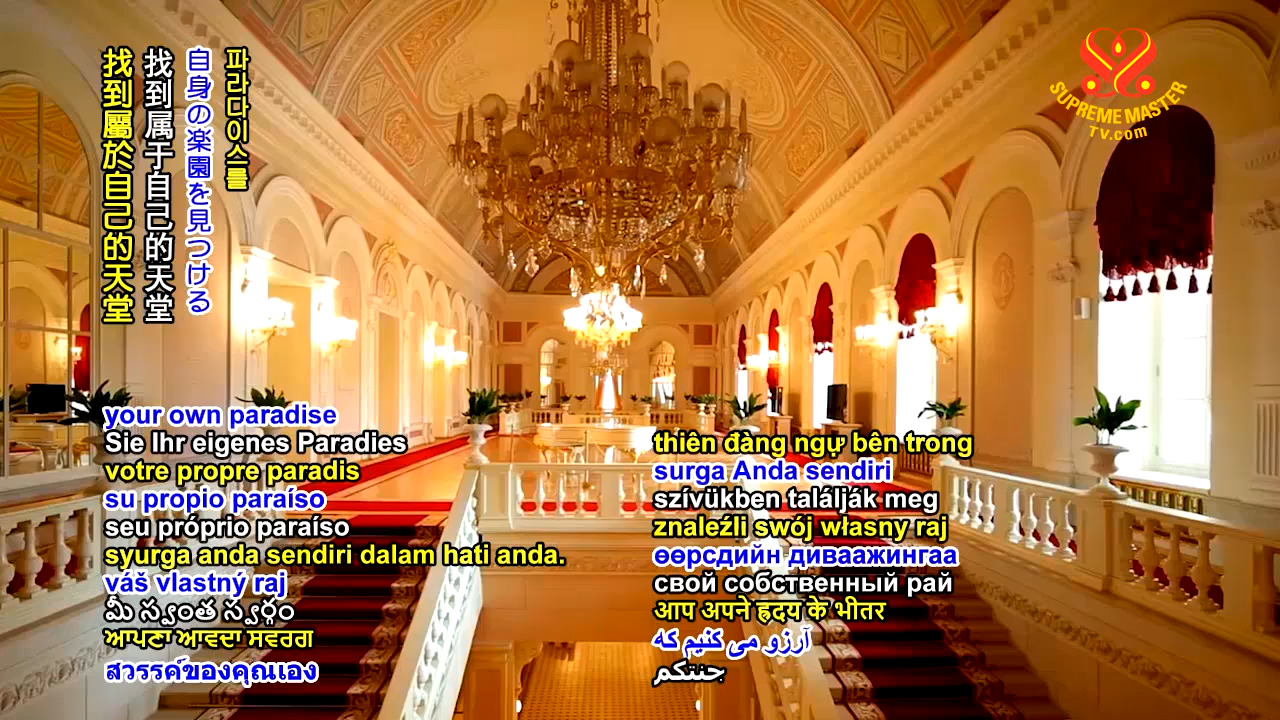 파라다이스를
自身の楽園を見つける
找到属于自己的天堂
找到屬於自己的天堂
SUPREME MASTER
TV.com
your own paradise
Sie Ihr eigenes Paradies
votre propre paradis
su propio paraíso
seu próprio paraíso
syurga anda sendiri dalam hati anda.
váš vlastný raj
మీ స్వంత స్వర్గం
ਆਪਣਾ ਆਵਦਾ ਸਵਰਗ
สวรรค์ของคุณเอง
thiên đàng ngự bên trong
surga Anda sendiri
szívükben találják meg
znaleźli swój własny raj
өөрсдийн диваажингаа
свой собственный рай
आप अपने ह्रदय के भीतर
آرزو می کنیم که
جنتكم